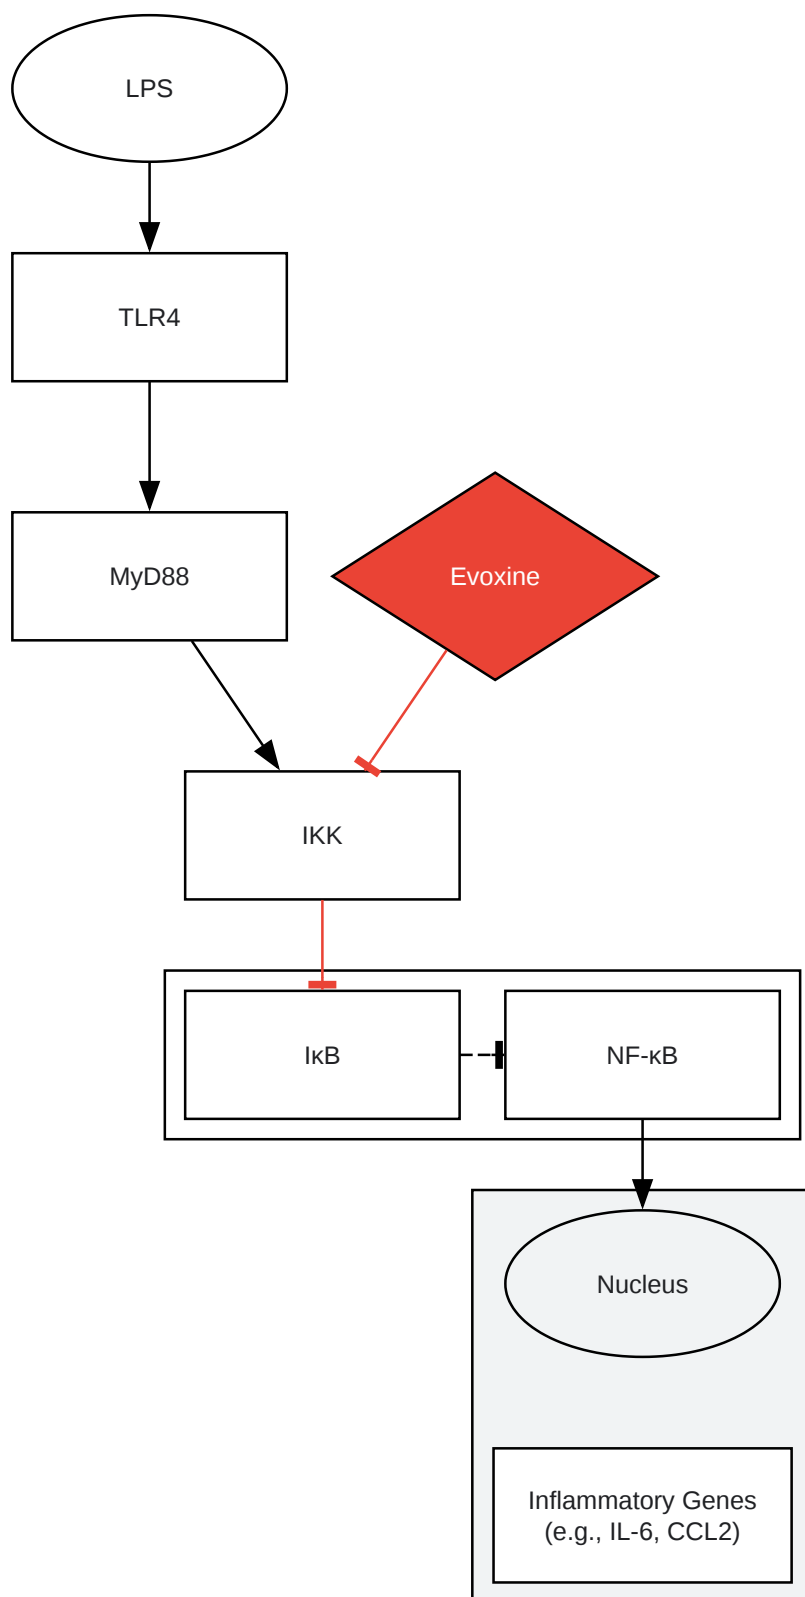 LPS
TLR4
MyD88
Evoxine
IKK
IκB
NF-κB
Nucleus
Inflammatory Genes
(e.g., IL-6, CCL2)